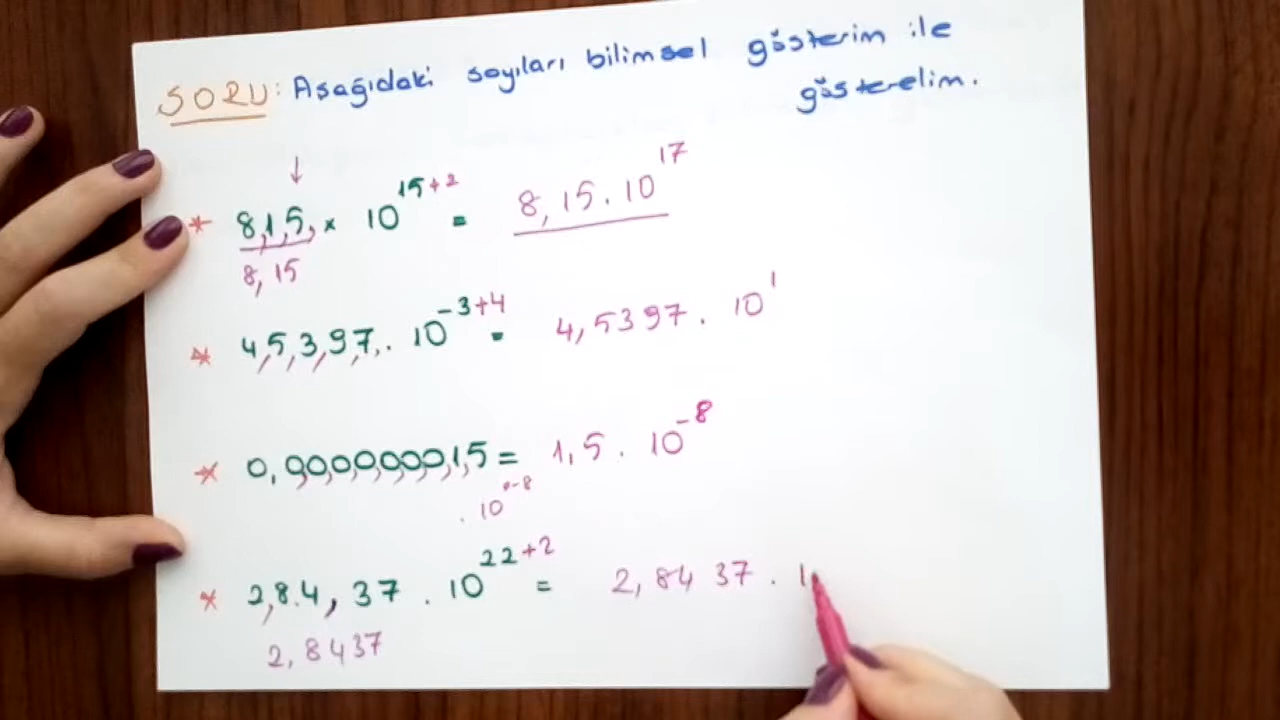 SORU: Aşağıdaki sayıları bilimsel gösterim ile
gösterelim.
* 8,1,5, × 10^15+2 = 8,15.10^17
8,15
* 4,5,3,9,7,. 10^-3+4 = 4,5397. 10^1
* 0,0000000,1,5 = 1,5. 10^-8
. 10^0-8
* 2,8.4, 37 . 10^22+2 = 2,8437 . 1
2,8437